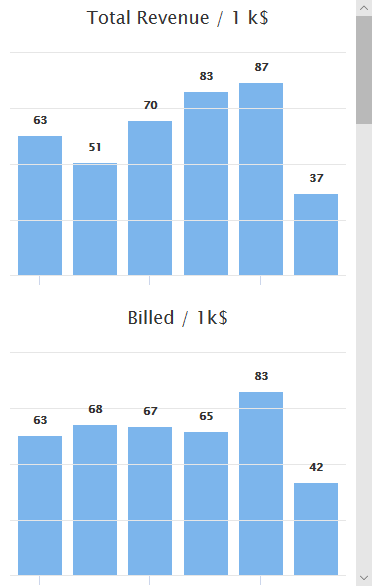 Total Revenue / 1 k$
63 51 70 83 87 37
Billed / 1k$
63 68 67 65 83 42